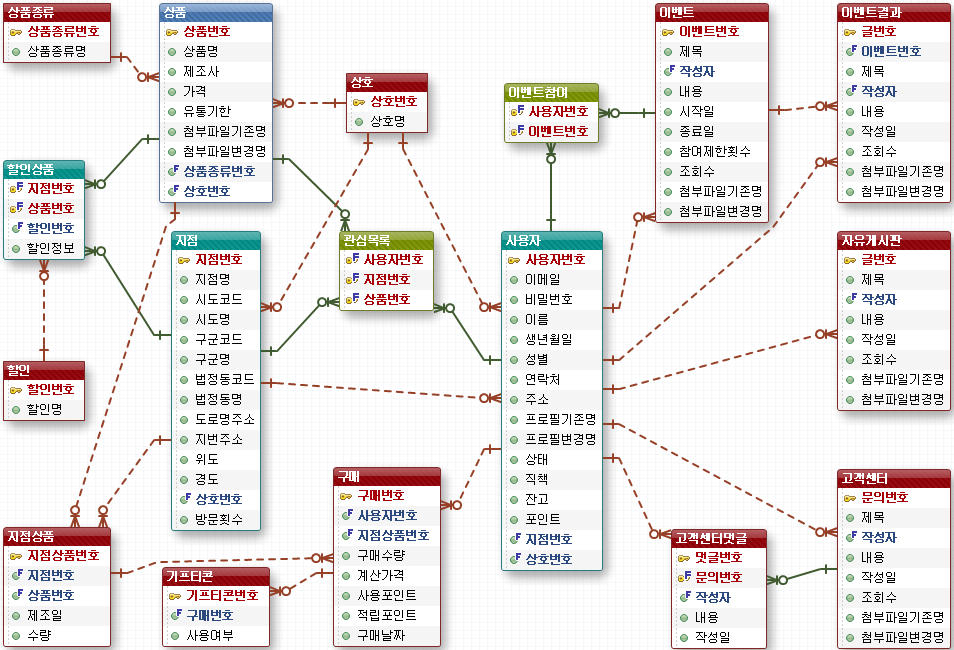 상품종류
상품종류번호
상품종류명
상품
상품번호
상품명
제조사
가격
유통기한
첨부파일기존명
첨부파일변경명
상품종류번호
상호번호
상호
상호번호
상호명
이벤트참여
사용자번호
이벤트번호
이벤트
이벤트번호
제목
작성자
내용
시작일
종료일
참여제한횟수
조회수
첨부파일기존명
첨부파일변경명
이벤트결과
글번호
이벤트번호
제목
작성자
내용
작성일
조회수
첨부파일기존명
첨부파일변경명
할인상품
지점번호
상품번호
할인번호
할인정보
지점
지점번호
지점명
시도코드
시도명
구군코드
구군명
법정동코드
법정동명
도로명주소
지번주소
위도
경도
상호번호
방문횟수
관심목록
사용자번호
지점번호
상품번호
사용자
사용자번호
이메일
비밀번호
이름
생년월일
성별
연락처
주소
프로필기존명
프로필변경명
상태
직책
잔고
포인트
지점번호
상호번호
자유게시판
글번호
제목
작성자
내용
작성일
조회수
첨부파일기존명
첨부파일변경명
할인
할인번호
할인명
구매
구매번호
사용자번호
지점상품번호
구매수량
계산가격
사용포인트
적립포인트
구매날짜
고객센터
문의번호
제목
작성자
내용
작성일
조회수
첨부파일기존명
첨부파일변경명
지점상품
지점상품번호
지점번호
상품번호
제조일
수량
기프티콘
기프티콘번호
구매번호
사용여부
고객센터댓글
댓글번호
문의번호
작성자
내용
작성일